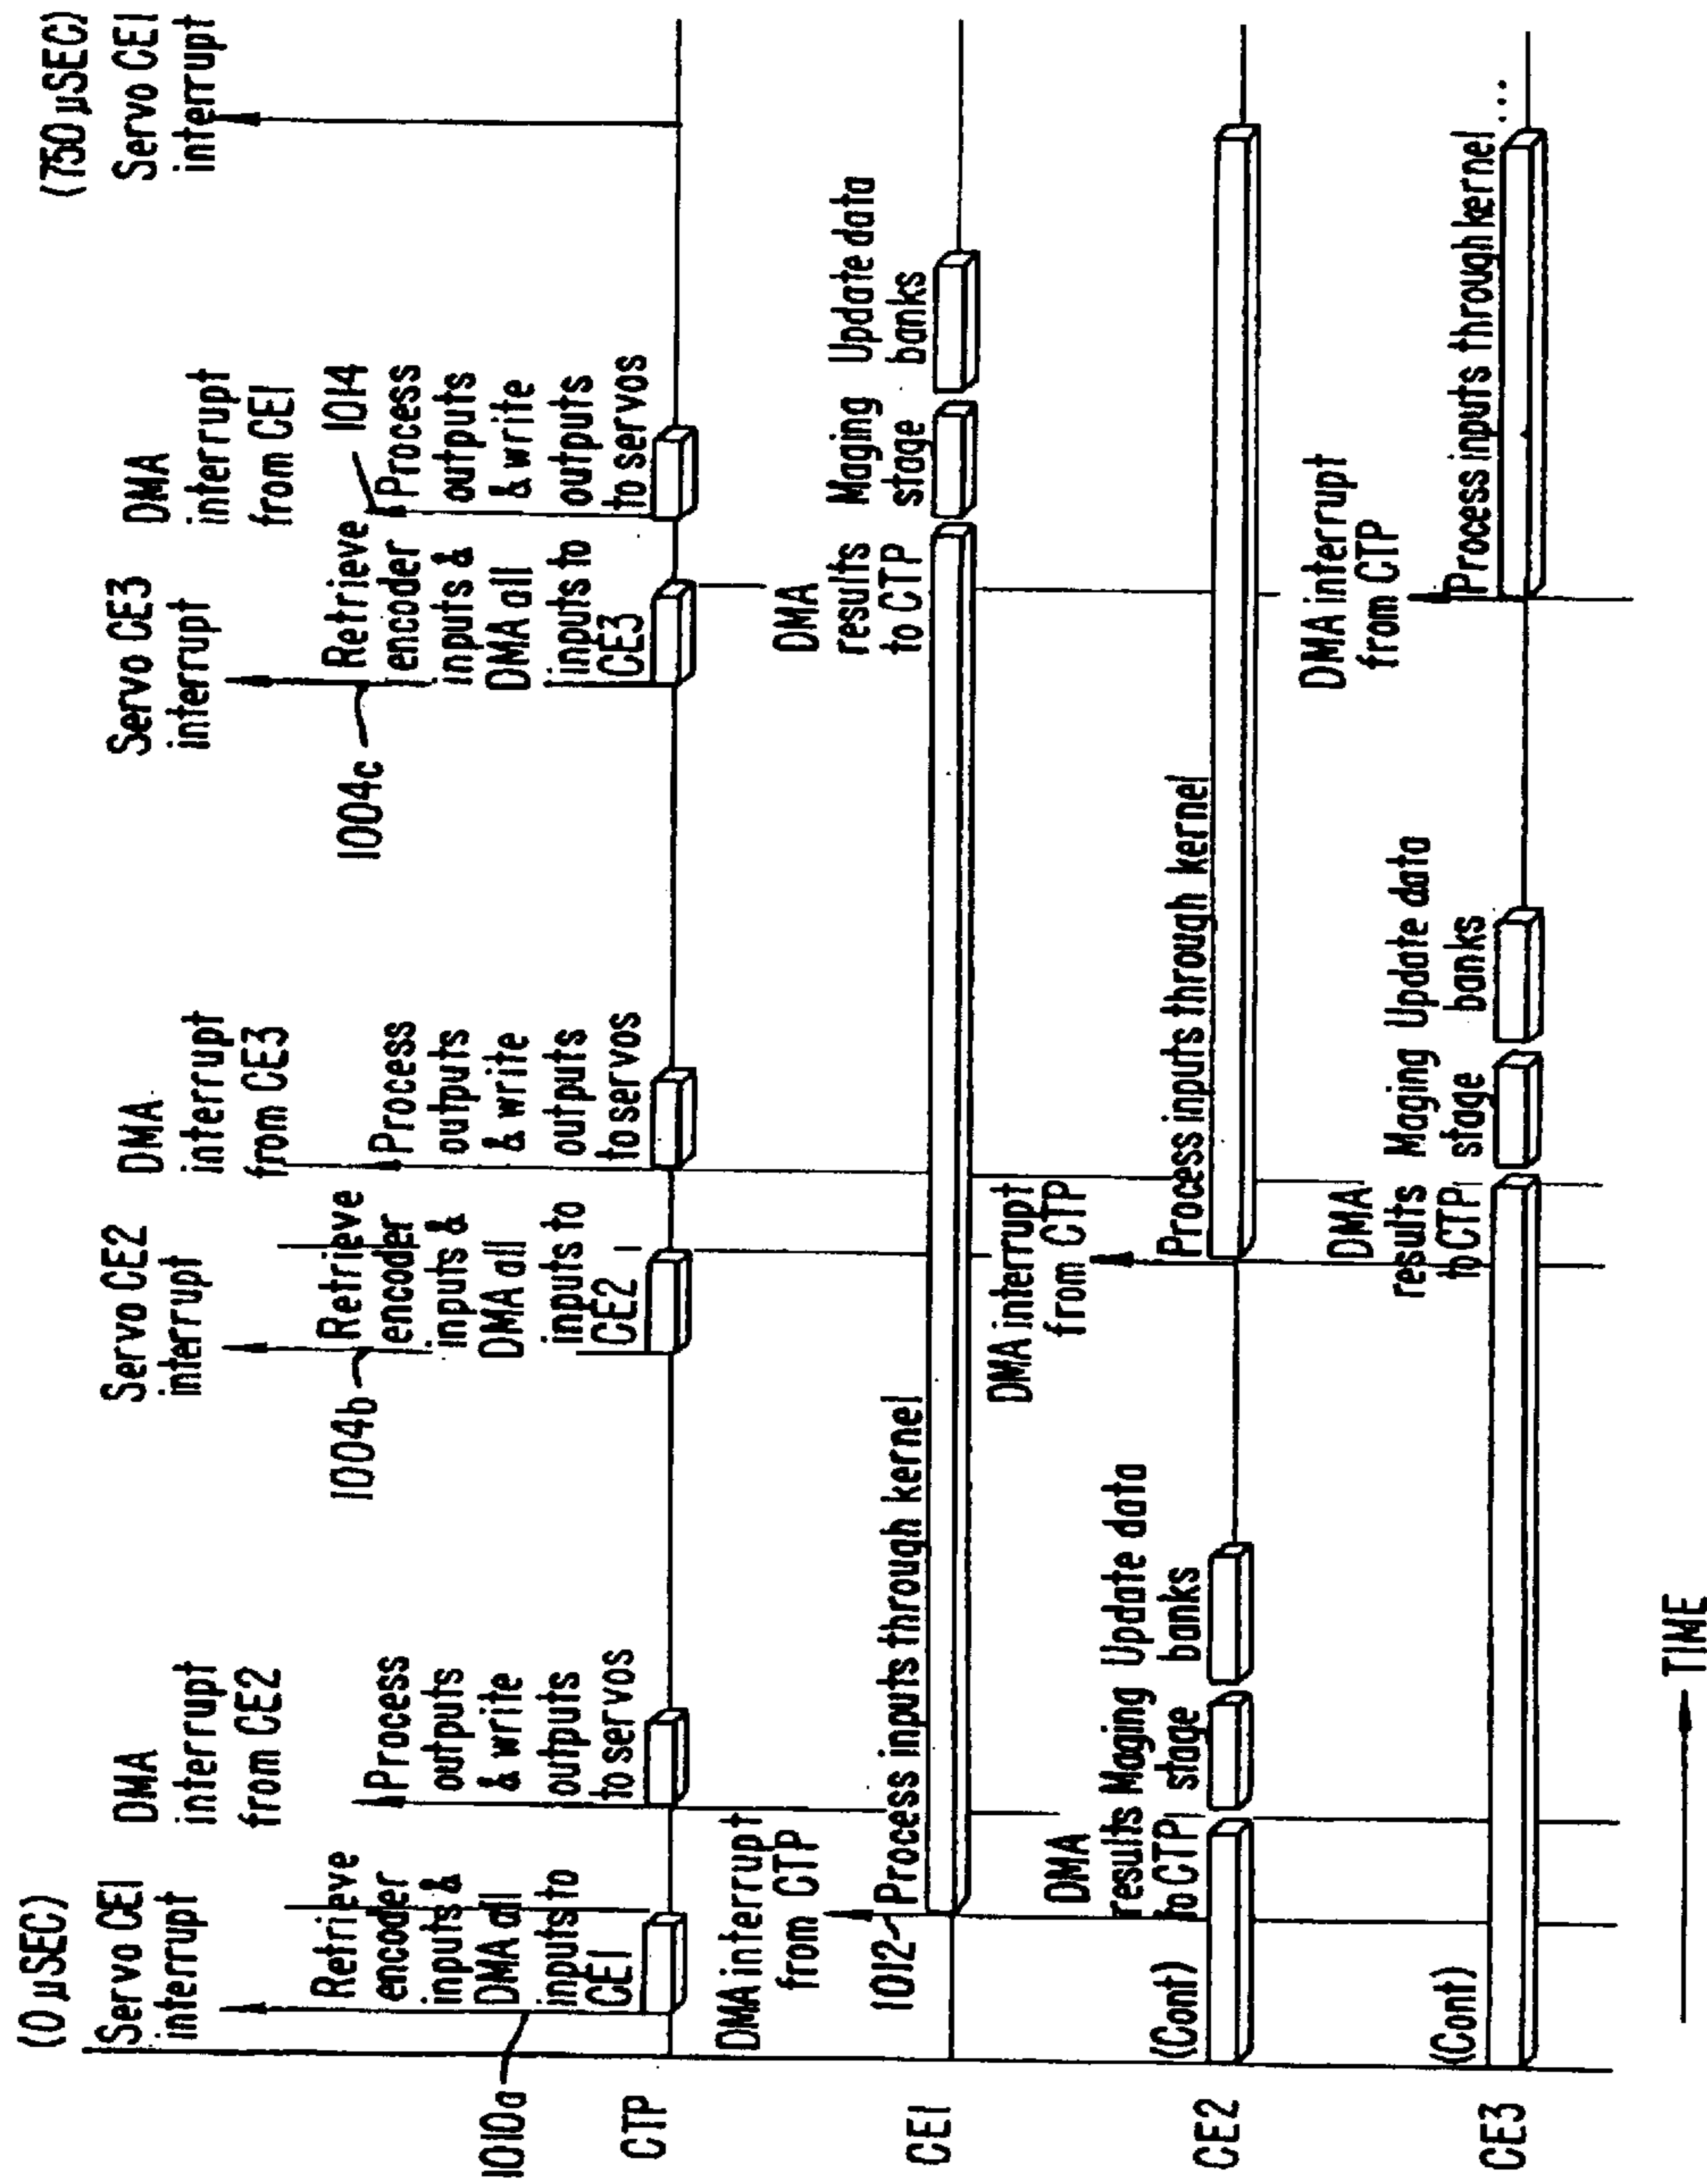 (0 µSEC)
Servo CE1
interrupt
DMA
interrupt
from CE2
Servo CE2
interrupt
DMA
interrupt
from CE3
Servo CE3
interrupt
DMA
interrupt
from CE1
(750 µSEC)
Servo CE1
interrupt
1010a
Retrieve
encoder
inputs &
DMA all
inputs to
CE1
Process
outputs
& write
outputs
to servos
1004b
Retrieve
encoder
inputs &
DMA all
inputs to
CE2
Process
outputs
& write
outputs
to servos
1004c
Retrieve
encoder
inputs &
DMA all
inputs to
CE3
1014
Process
outputs
& write
outputs
to servos
CTP
DMA interrupt
from CTP
1012
Process inputs through kernel
DMA
results
to CTP
Maging
stage
Update data
banks
CE1
(Cont)
DMA
results
to CTP
Maging
stage
Update data
banks
DMA interrupt
from CTP
Process inputs through kernel
CE2
(Cont)
DMA
results
to CTP
Maging
stage
Update data
banks
DMA interrupt
from CTP
Process inputs through kernel
...
CE3
TIME